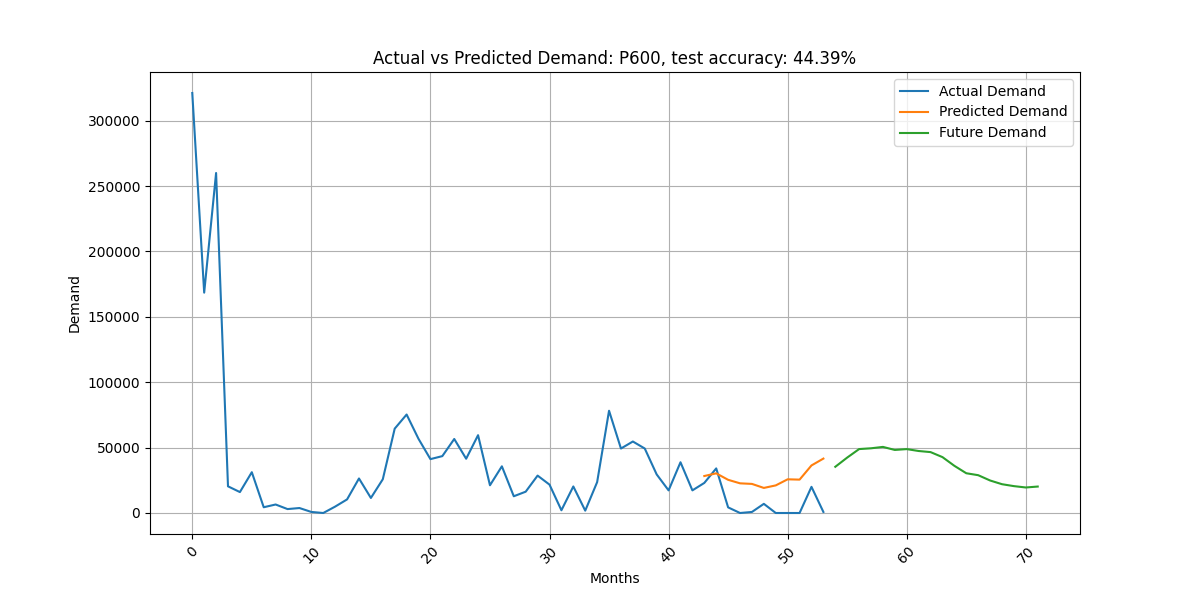 Actual vs Predicted Demand: P600, test accuracy: 44.39%
Actual Demand
Predicted Demand
Future Demand
Demand
300000
250000
200000
150000
100000
50000
0
0
10
20
30
40
50
60
70
Months